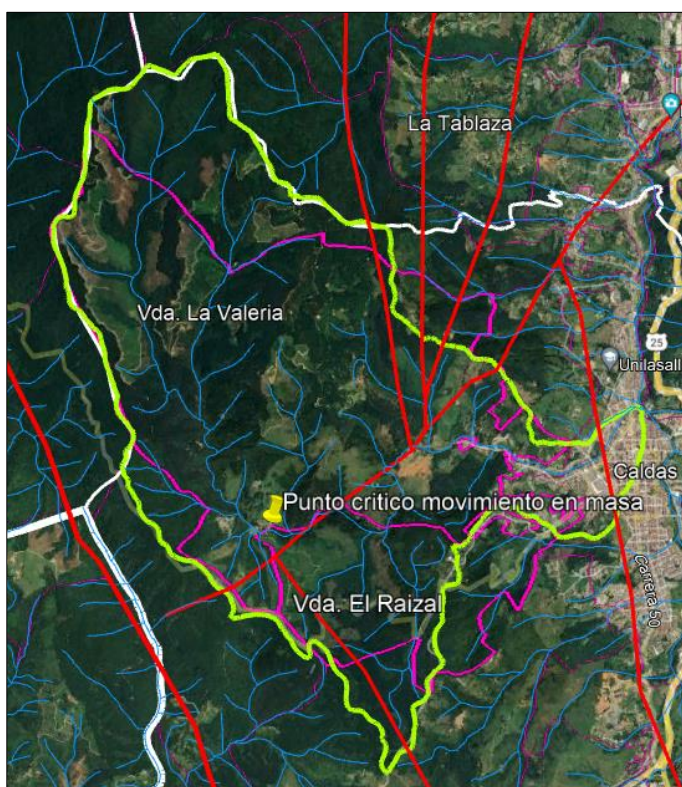 La Tablaza
Vda. La Valeria
25
Unilasall
Caldas
Punto critico movimiento en masa
Vda. El Raizal
Carrera 50